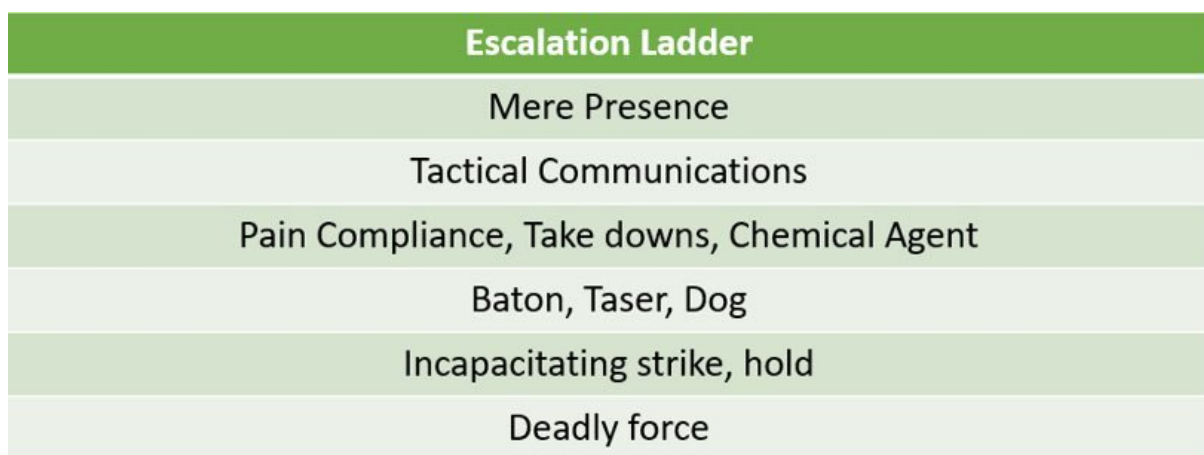 Escalation Ladder
Mere Presence
Tactical Communications
Pain Compliance, Take downs, Chemical Agent
Baton, Taser, Dog
Incapacitating strike, hold
Deadly force